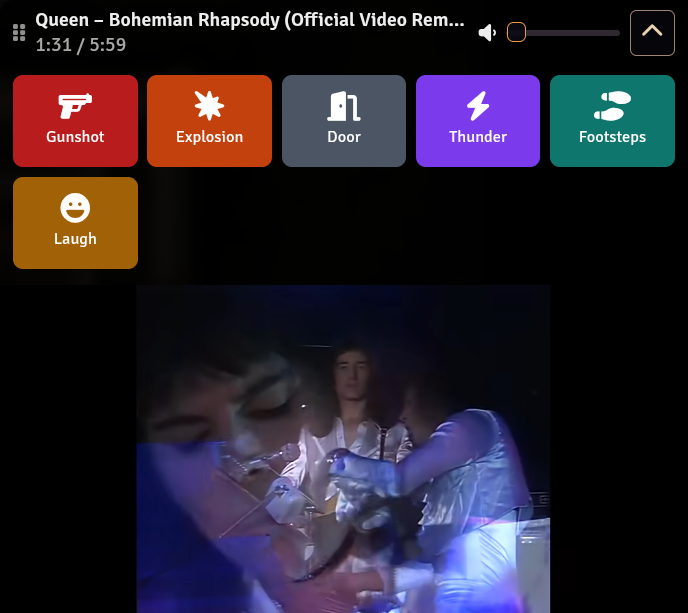 Queen – Bohemian Rhapsody (Official Video Rem...
1:31 / 5:59
Gunshot
Explosion
Door
Thunder
Footsteps
Laugh